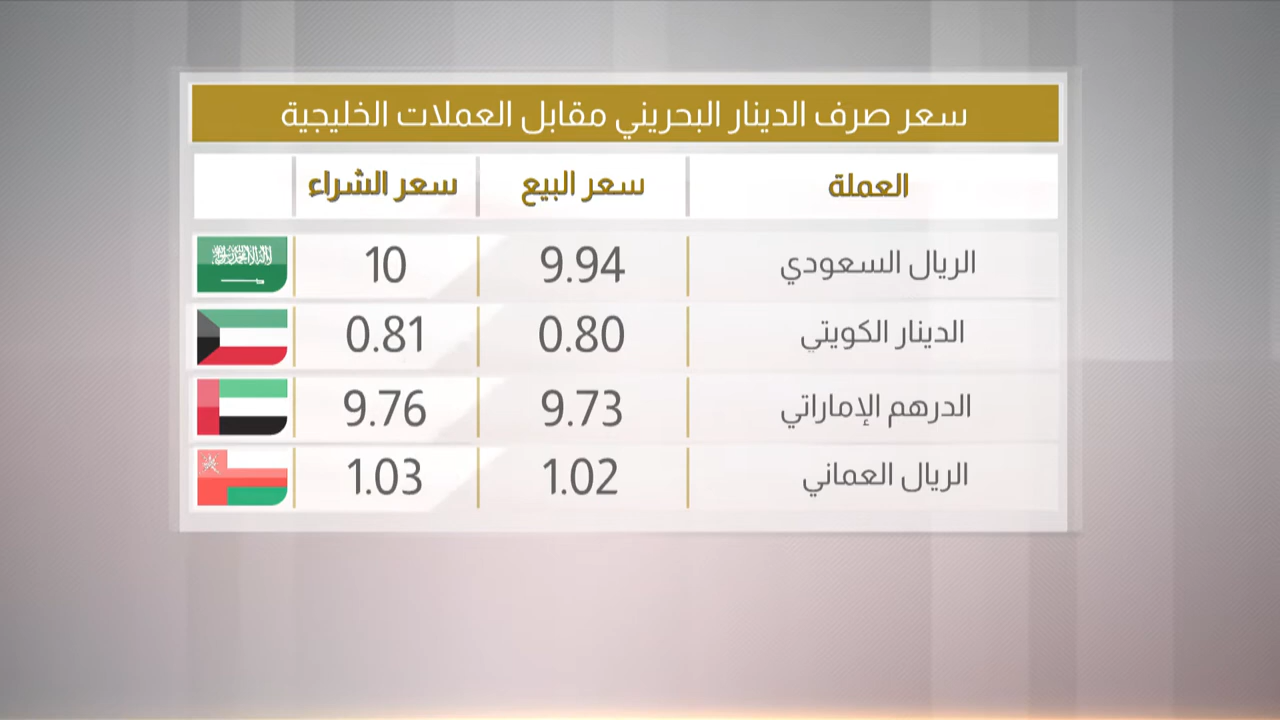 سعر صرف الدينار البحريني مقابل العملات الخليجية
العملة سعر البيع سعر الشراء
الريال السعودي 9.94 10
الدينار الكويتي 0.80 0.81
الدرهم الإماراتي 9.73 9.76
الريال العماني 1.02 1.03